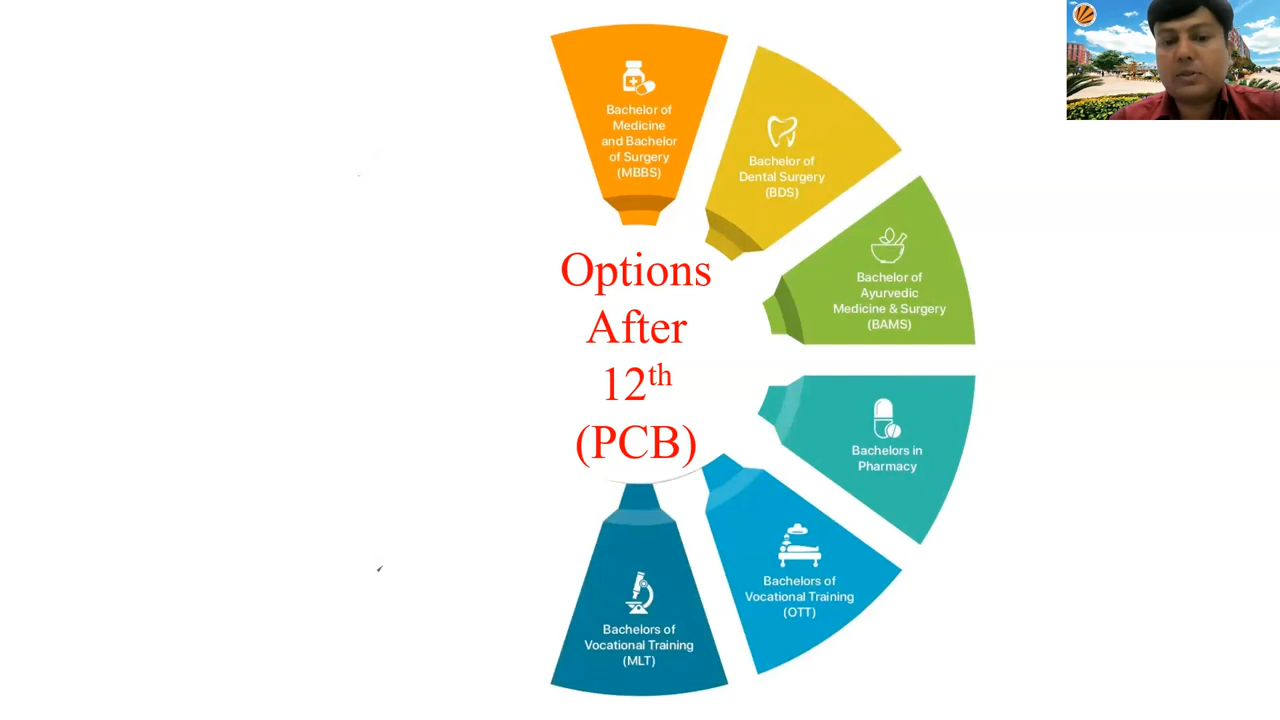 Bachelor of
Medicine
and Bachelor
of Surgery
(MBBS)
Bachelor of
Dental Surgery
(BDS)
Bachelor of
Ayurvedic
Medicine & Surgery
(BAMS)
Options
After
12th
(PCB)
Bachelors in
Pharmacy
Bachelors of
Vocational Training
(OTT)
Bachelors of
Vocational Training
(MLT)